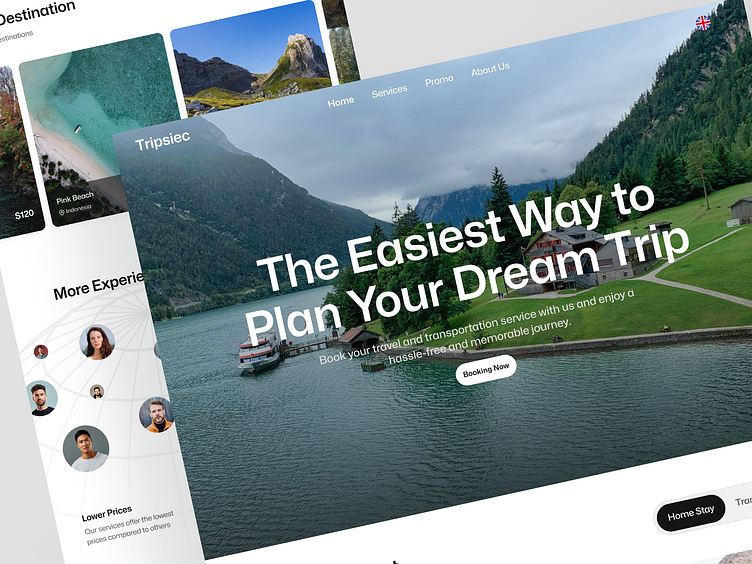 Destination
$120
Pink Beach
Indonesia
More Experie
Lower Prices
Our services offer the lowest
prices compared to others
Tripsiec
Home
Services
Promo
About Us
The Easiest Way to
Plan Your Dream Trip
Book your travel and transportation service with us and enjoy a
hassle-free and memorable journey.
Booking Now
Home Stay